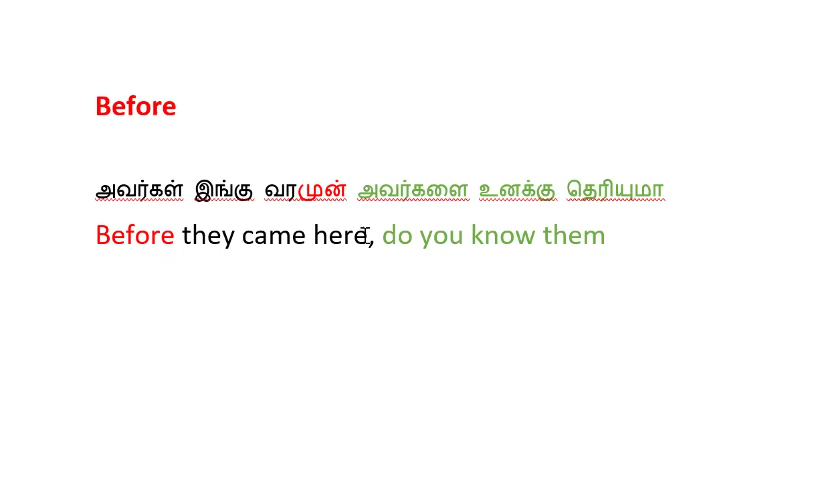 Before
அவர்கள் இங்கு வரமுன் அவர்களை உனக்கு தெரியுமா
Before they came here, do you know them